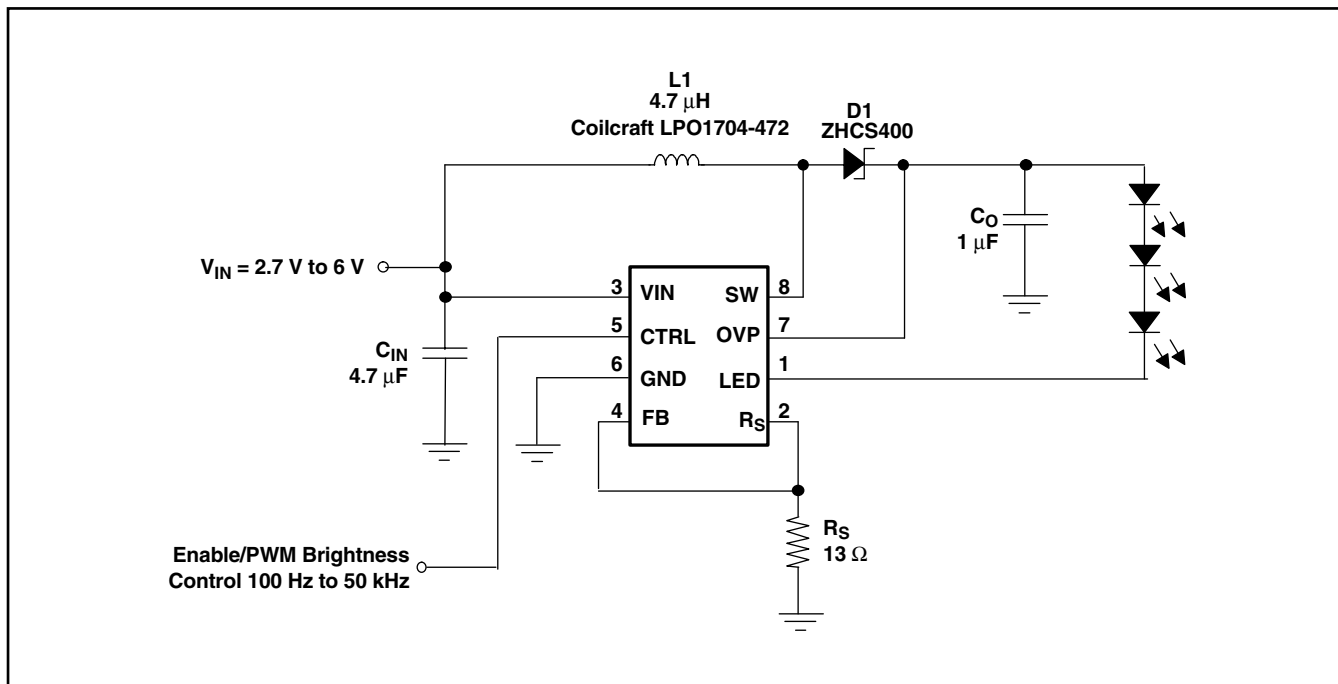 L1
4.7 μH
Coilcraft LPO1704-472
D1
ZHCS400
CO
1 μF
VIN = 2.7 V to 6 V
3
VIN
SW
8
5
CTRL
OVP
7
6
GND
LED
1
4
FB
RS
2
CIN
4.7 μF
RS
13 Ω
Enable/PWM Brightness
Control 100 Hz to 50 kHz